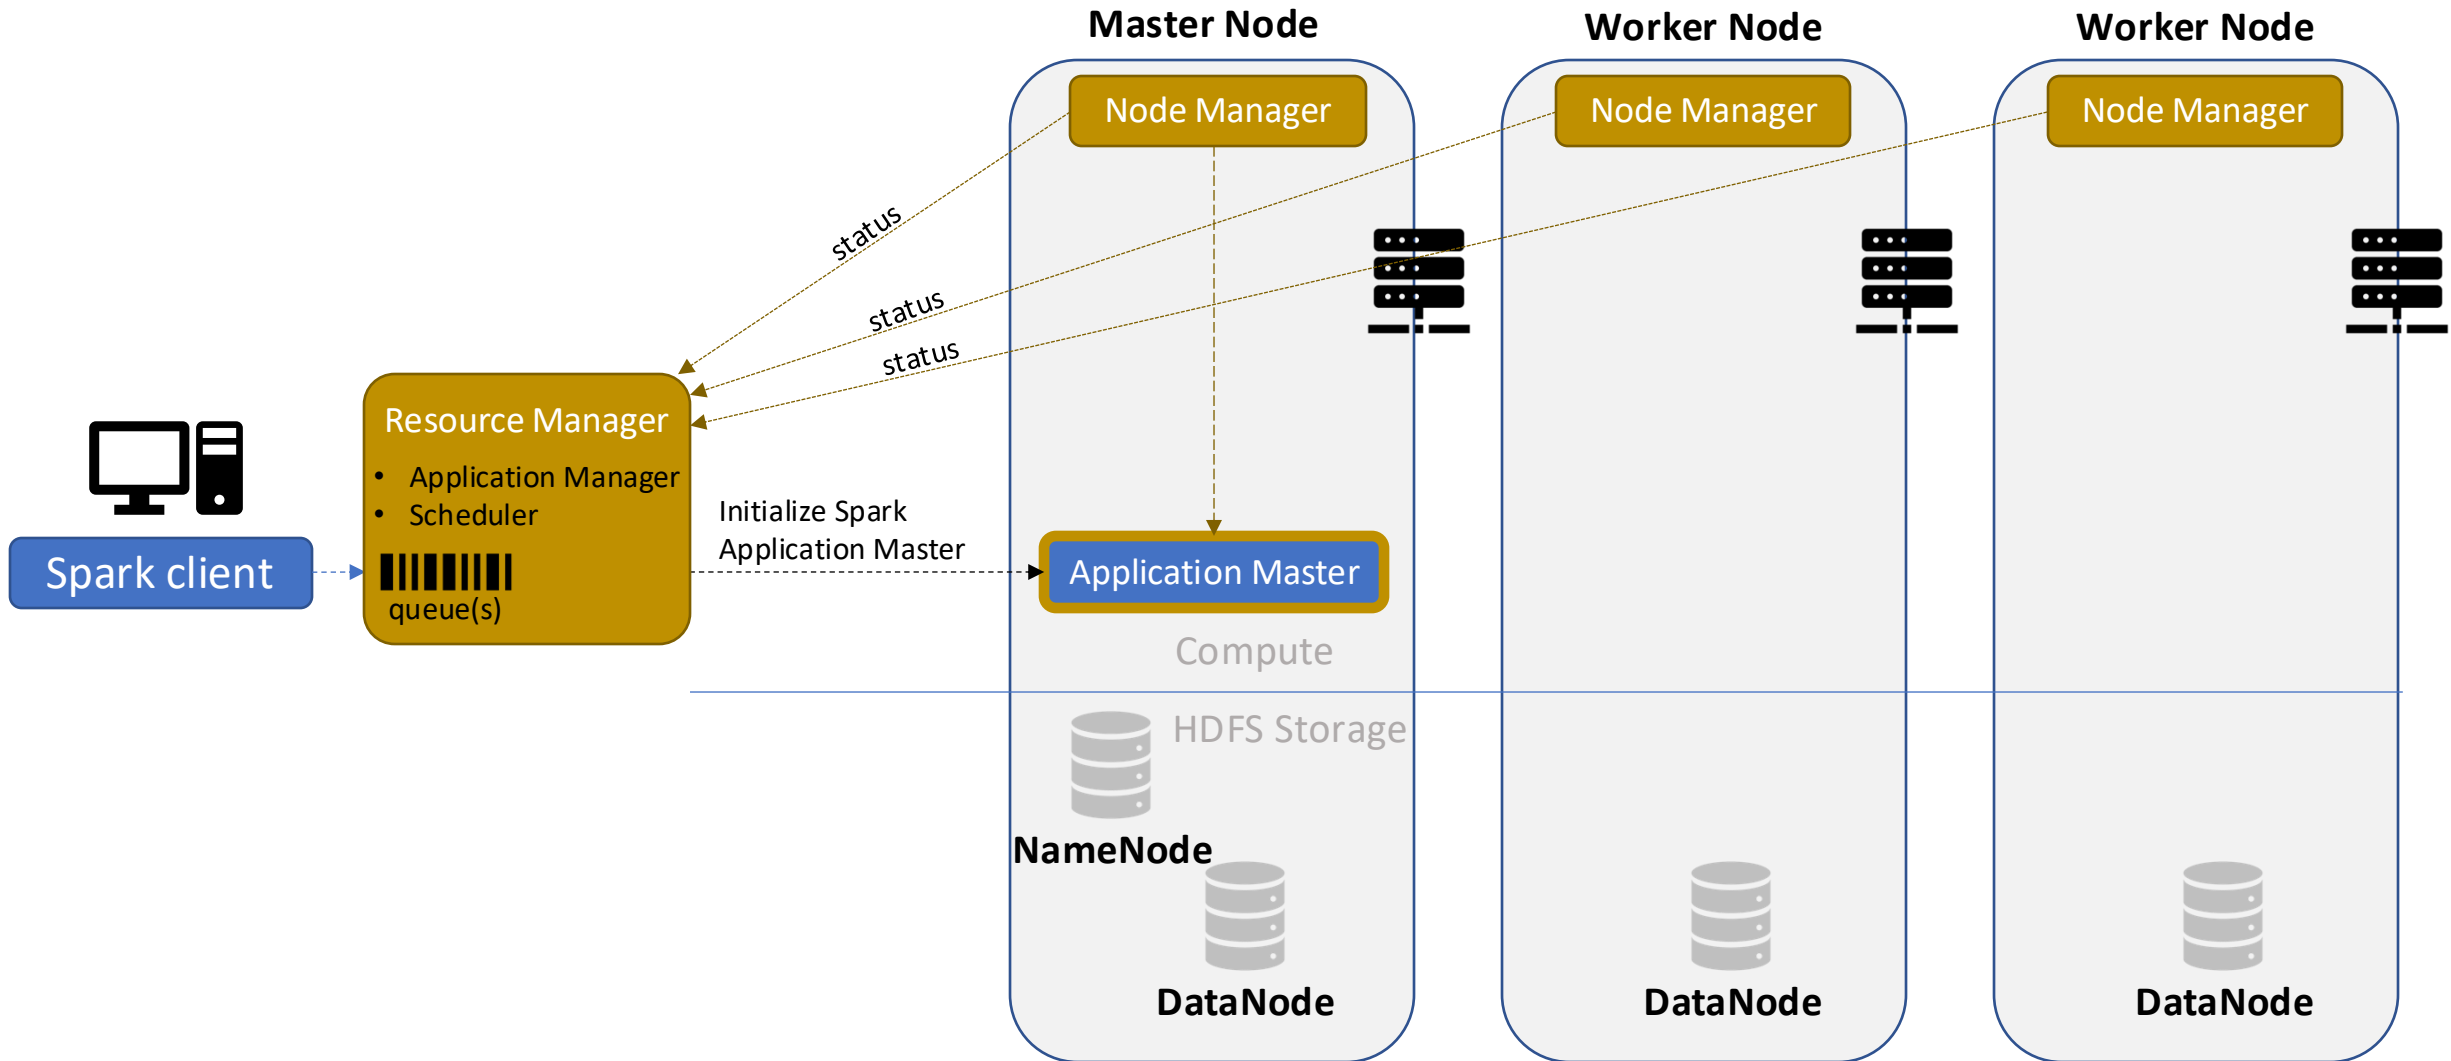 Master Node
Worker Node
Worker Node
Node Manager
Node Manager
Node Manager
status
status
status
Resource Manager
• Application Manager
• Scheduler
queue(s)
Spark client
Initialize Spark
Application Master
Application Master
Compute
HDFS Storage
NameNode
DataNode
DataNode
DataNode